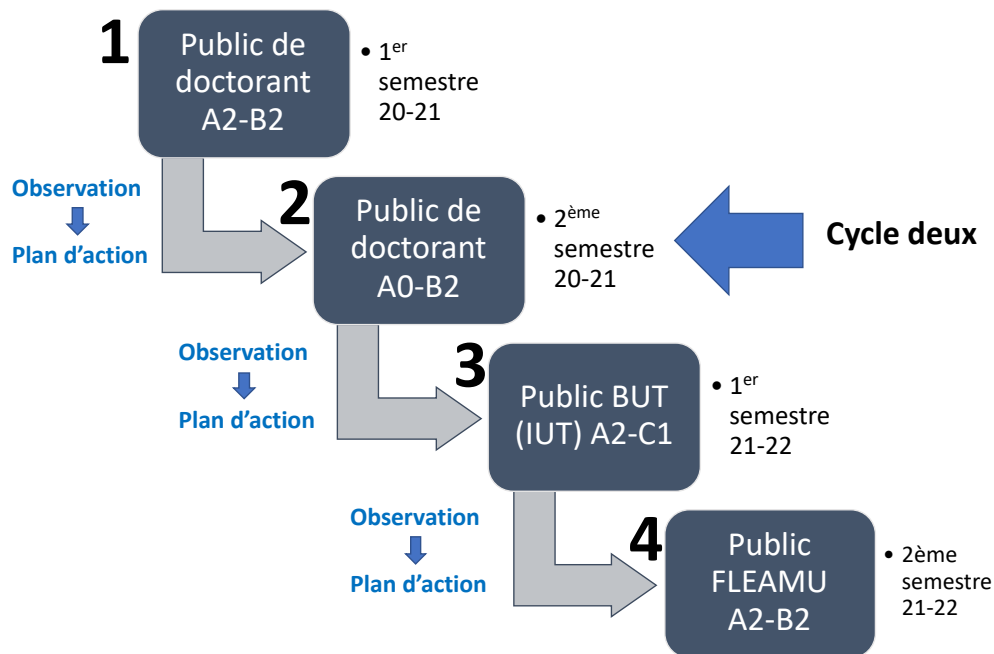 1
Public de
doctorant
A2-B2
• 1er
semestre
20-21
Observation
Plan d'action
2
Public de
doctorant
A0-B2
• 2ème
semestre
20-21
Cycle deux
Observation
Plan d'action
3
Public BUT
(IUT) A2-C1
• 1er
semestre
21-22
Observation
Plan d'action
4
Public
FLEAMU
A2-B2
• 2ème
semestre
21-22